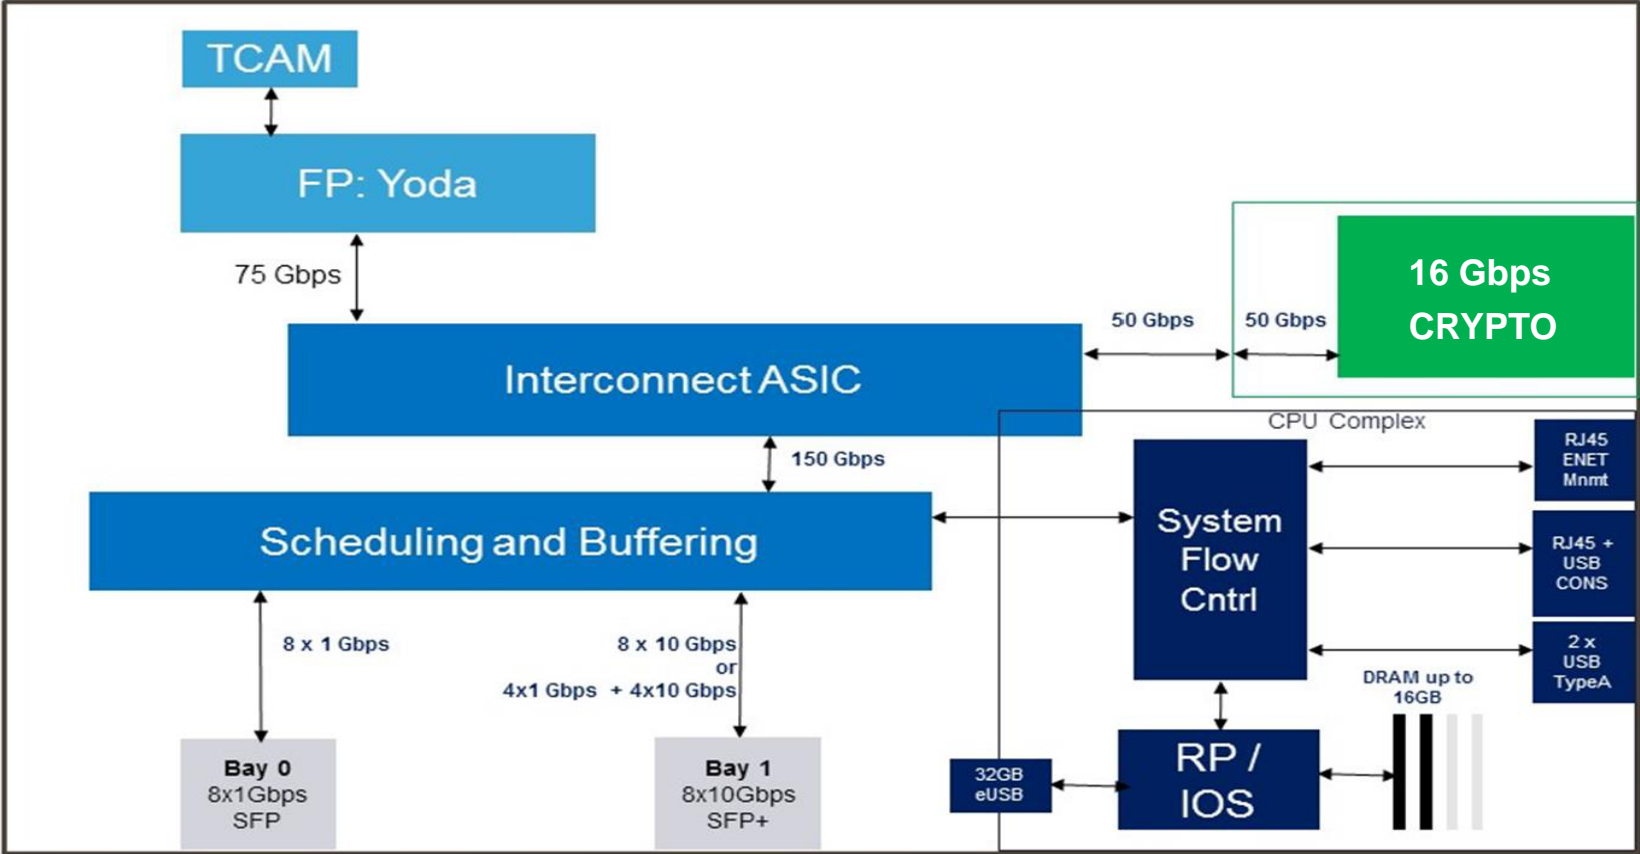 TCAM
FP: Yoda
75 Gbps
16 Gbps
CRYPTO
50 Gbps
50 Gbps
Interconnect ASIC
CPU Complex
150 Gbps
RJ45
ENET
Mnmt
Scheduling and Buffering
System
Flow
Cntrl
RJ45 +
USB
CONS
8 x 1 Gbps
8 x 10 Gbps
or
4x1 Gbps + 4x10 Gbps
2 x
USB
TypeA
DRAM up to
16GB
Bay 0
8x1Gbps
SFP
Bay 1
8x10Gbps
SFP+
32GB
eUSB
RP /
IOS